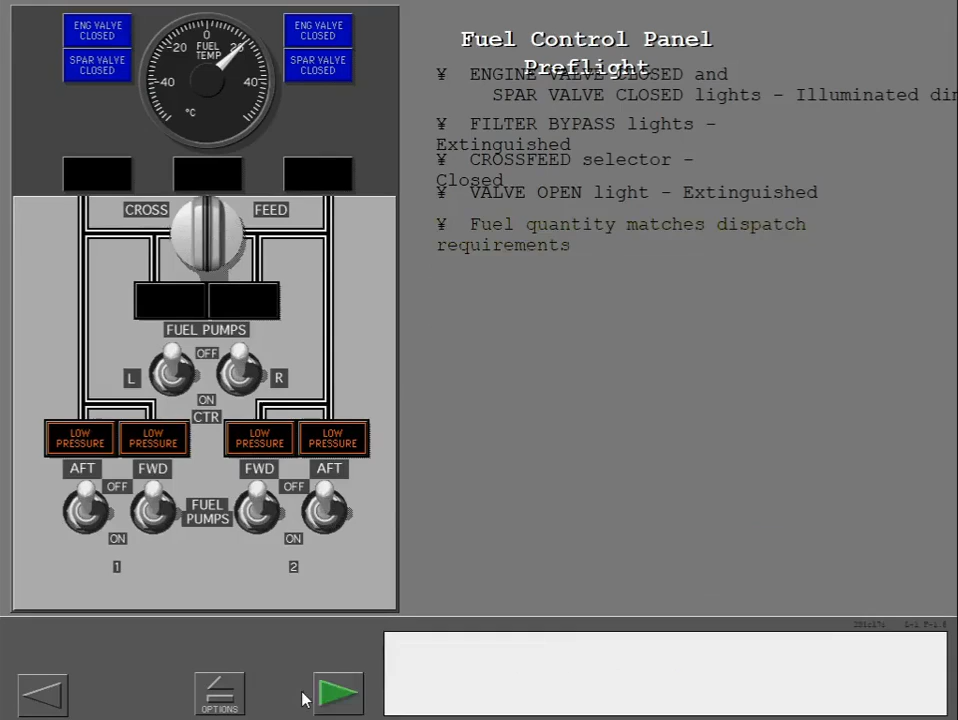 ENG VALVE
CLOSED
ENG VALVE
CLOSED
SPAR VALVE
CLOSED
SPAR VALVE
CLOSED
0
-20
20
FUEL
TEMP
-40
40
°C
CROSS
FEED
FUEL PUMPS
OFF
L
R
ON
CTR
LOW
PRESSURE
LOW
PRESSURE
LOW
PRESSURE
LOW
PRESSURE
AFT
FWD
FWD
AFT
OFF
OFF
FUEL
PUMPS
ON
ON
1
2
Fuel Control Panel
Preflight
¥ ENGINE VALVE CLOSED and
SPAR VALVE CLOSED lights - Illuminated dim
¥ FILTER BYPASS lights -
Extinguished
¥ CROSSFEED selector -
Closed
¥ VALVE OPEN light - Extinguished
¥ Fuel quantity matches dispatch
requirements
OPTIONS